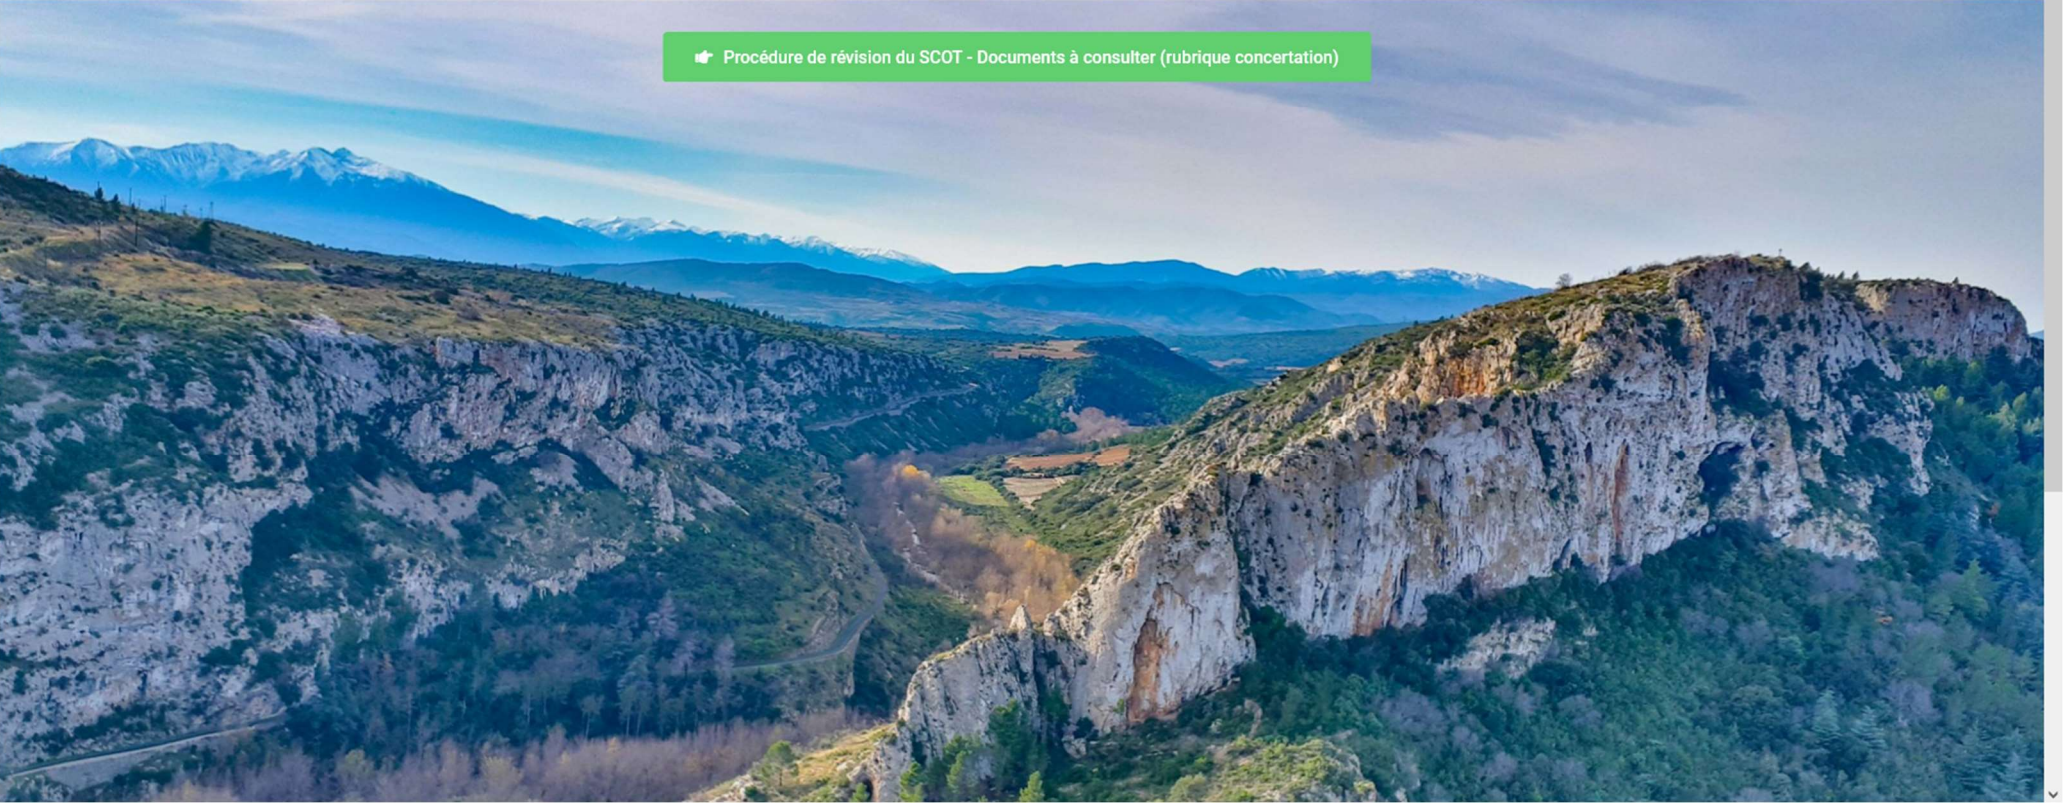 Procédure de révision du SCOT - Documents à consulter (rubrique concertation)